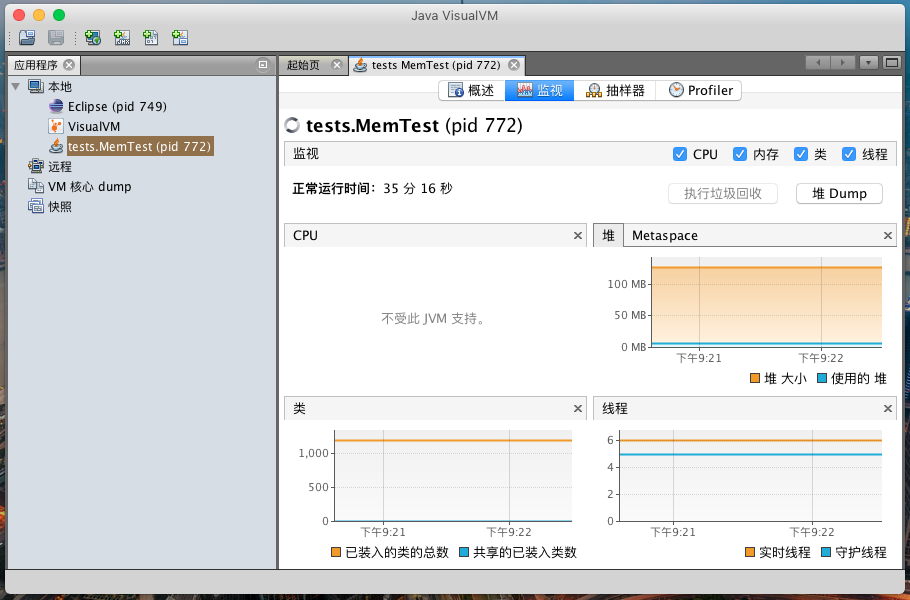 Java VisualVM
应用程序
起始页
tests MemTest (pid 772)
本地
Eclipse (pid 749)
VisualVM
tests.MemTest (pid 772)
远程
VM 核心 dump
快照
概述 监视 抽样器 Profiler
tests.MemTest (pid 772)
监视
CPU 内存 类 线程
正常运行时间: 35 分 16 秒
执行垃圾回收 堆 Dump
CPU
不受此 JVM 支持。
堆 Metaspace
100 MB
50 MB
0 MB
下午9:21 下午9:22
堆 大小 使用的 堆
类
1,000
500
0
下午9:21 下午9:22
已装入的类的总数 共享的已装入类数
线程
6
4
2
0
下午9:21 下午9:22
实时线程 守护线程